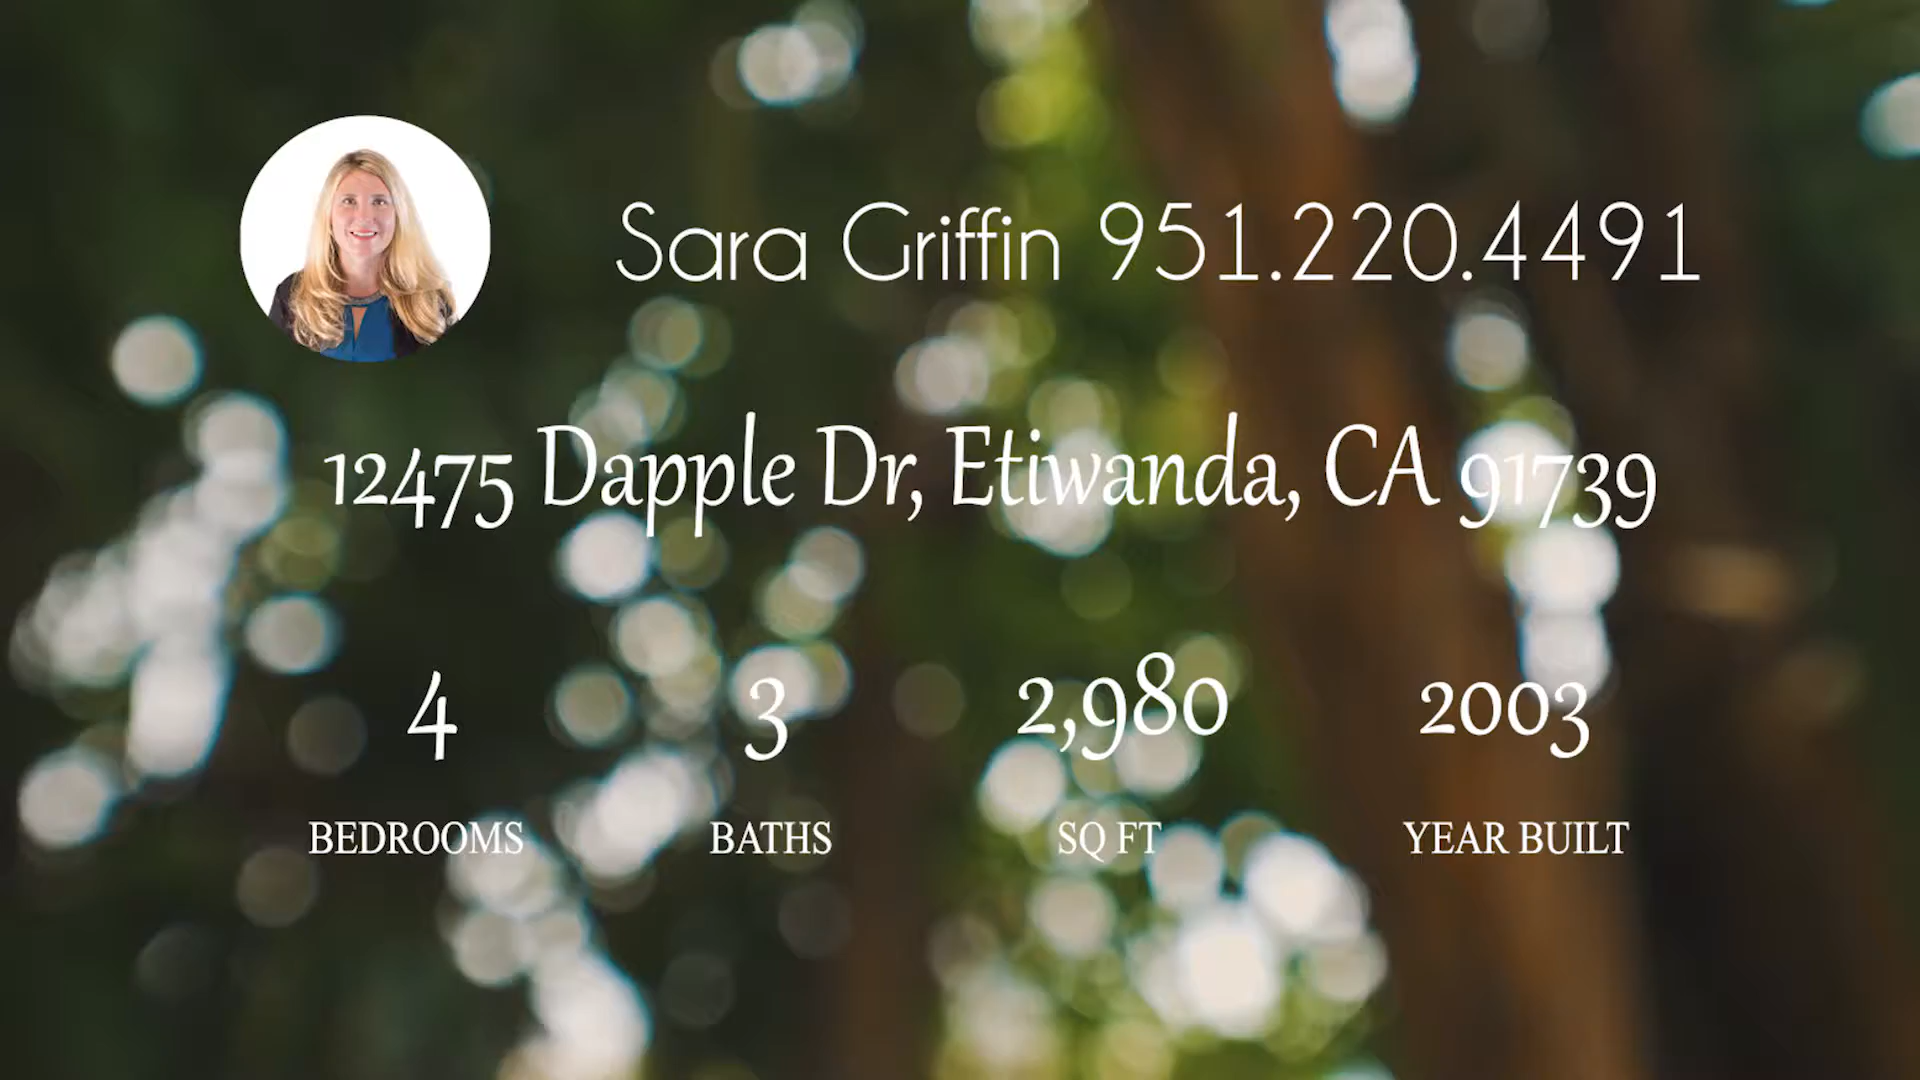 Sara Griffin 951.220.4491
12475 Dapple Dr, Etiwanda, CA 91739
4 3 2,980 2003
BEDROOMS BATHS SQ FT YEAR BUILT